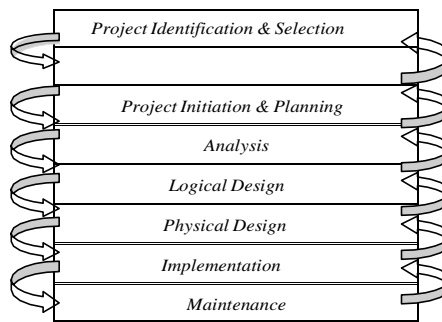 Project Identification & Selection
Project Initiation & Planning
Analysis
Logical Design
Physical Design
Implementation
Maintenance